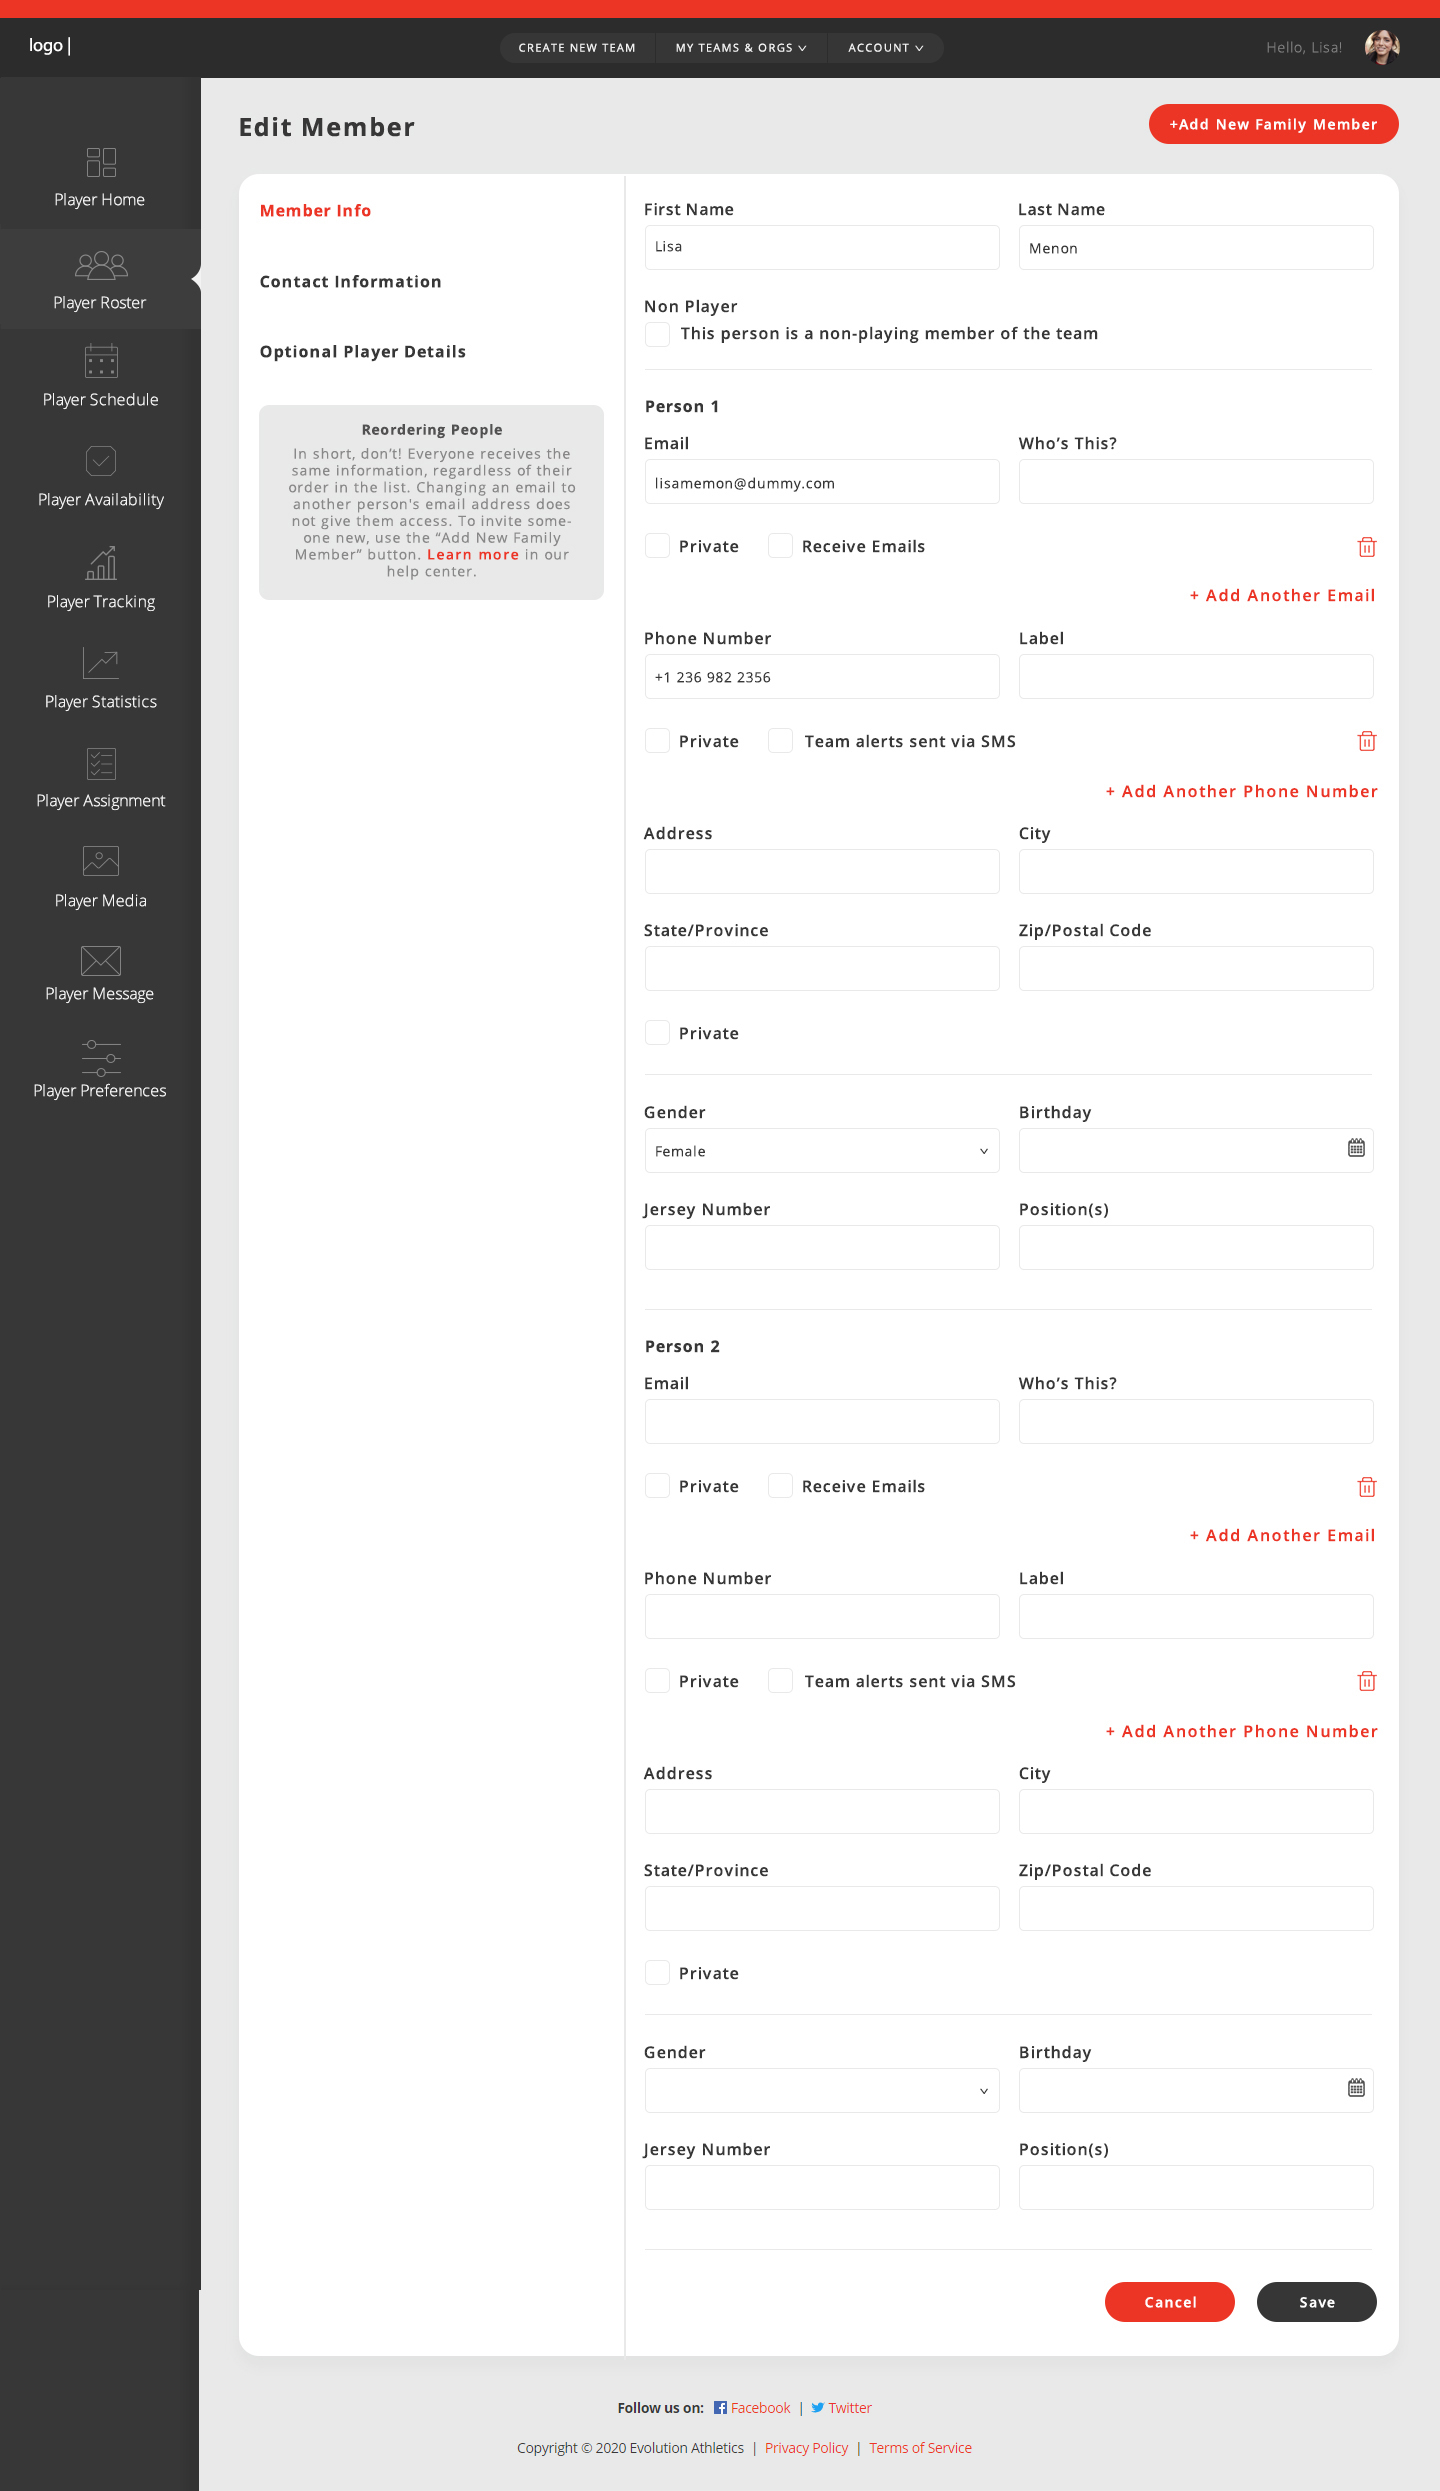 logo |
CREATE NEW TEAM
MY TEAMS & ORGS
ACCOUNT
Hello, Lisa!
Player Home
Player Roster
Player Schedule
Player Availability
Player Tracking
Player Statistics
Player Assignment
Player Media
Player Message
Player Preferences
Edit Member
+Add New Family Member
Member Info
Contact Information
Optional Player Details
Reordering People
In short, don’t! Everyone receives the
same information, regardless of their
order in the list. Changing an email to
another person's email address does
not give them access. To invite some-
one new, use the “Add New Family
Member” button. Learn more in our
help center.
First Name
Last Name
Lisa
Menon
Non Player
This person is a non-playing member of the team
Person 1
Email
Who’s This?
lisamemon@dummy.com
Private
Receive Emails
+ Add Another Email
Phone Number
Label
+1 236 982 2356
Private
Team alerts sent via SMS
+ Add Another Phone Number
Address
City
State/Province
Zip/Postal Code
Private
Gender
Birthday
Female
Jersey Number
Position(s)
Person 2
Email
Who’s This?
Private
Receive Emails
+ Add Another Email
Phone Number
Label
Private
Team alerts sent via SMS
+ Add Another Phone Number
Address
City
State/Province
Zip/Postal Code
Private
Gender
Birthday
Jersey Number
Position(s)
Cancel
Save
Follow us on: Facebook | Twitter
Copyright © 2020 Evolution Athletics | Privacy Policy | Terms of Service